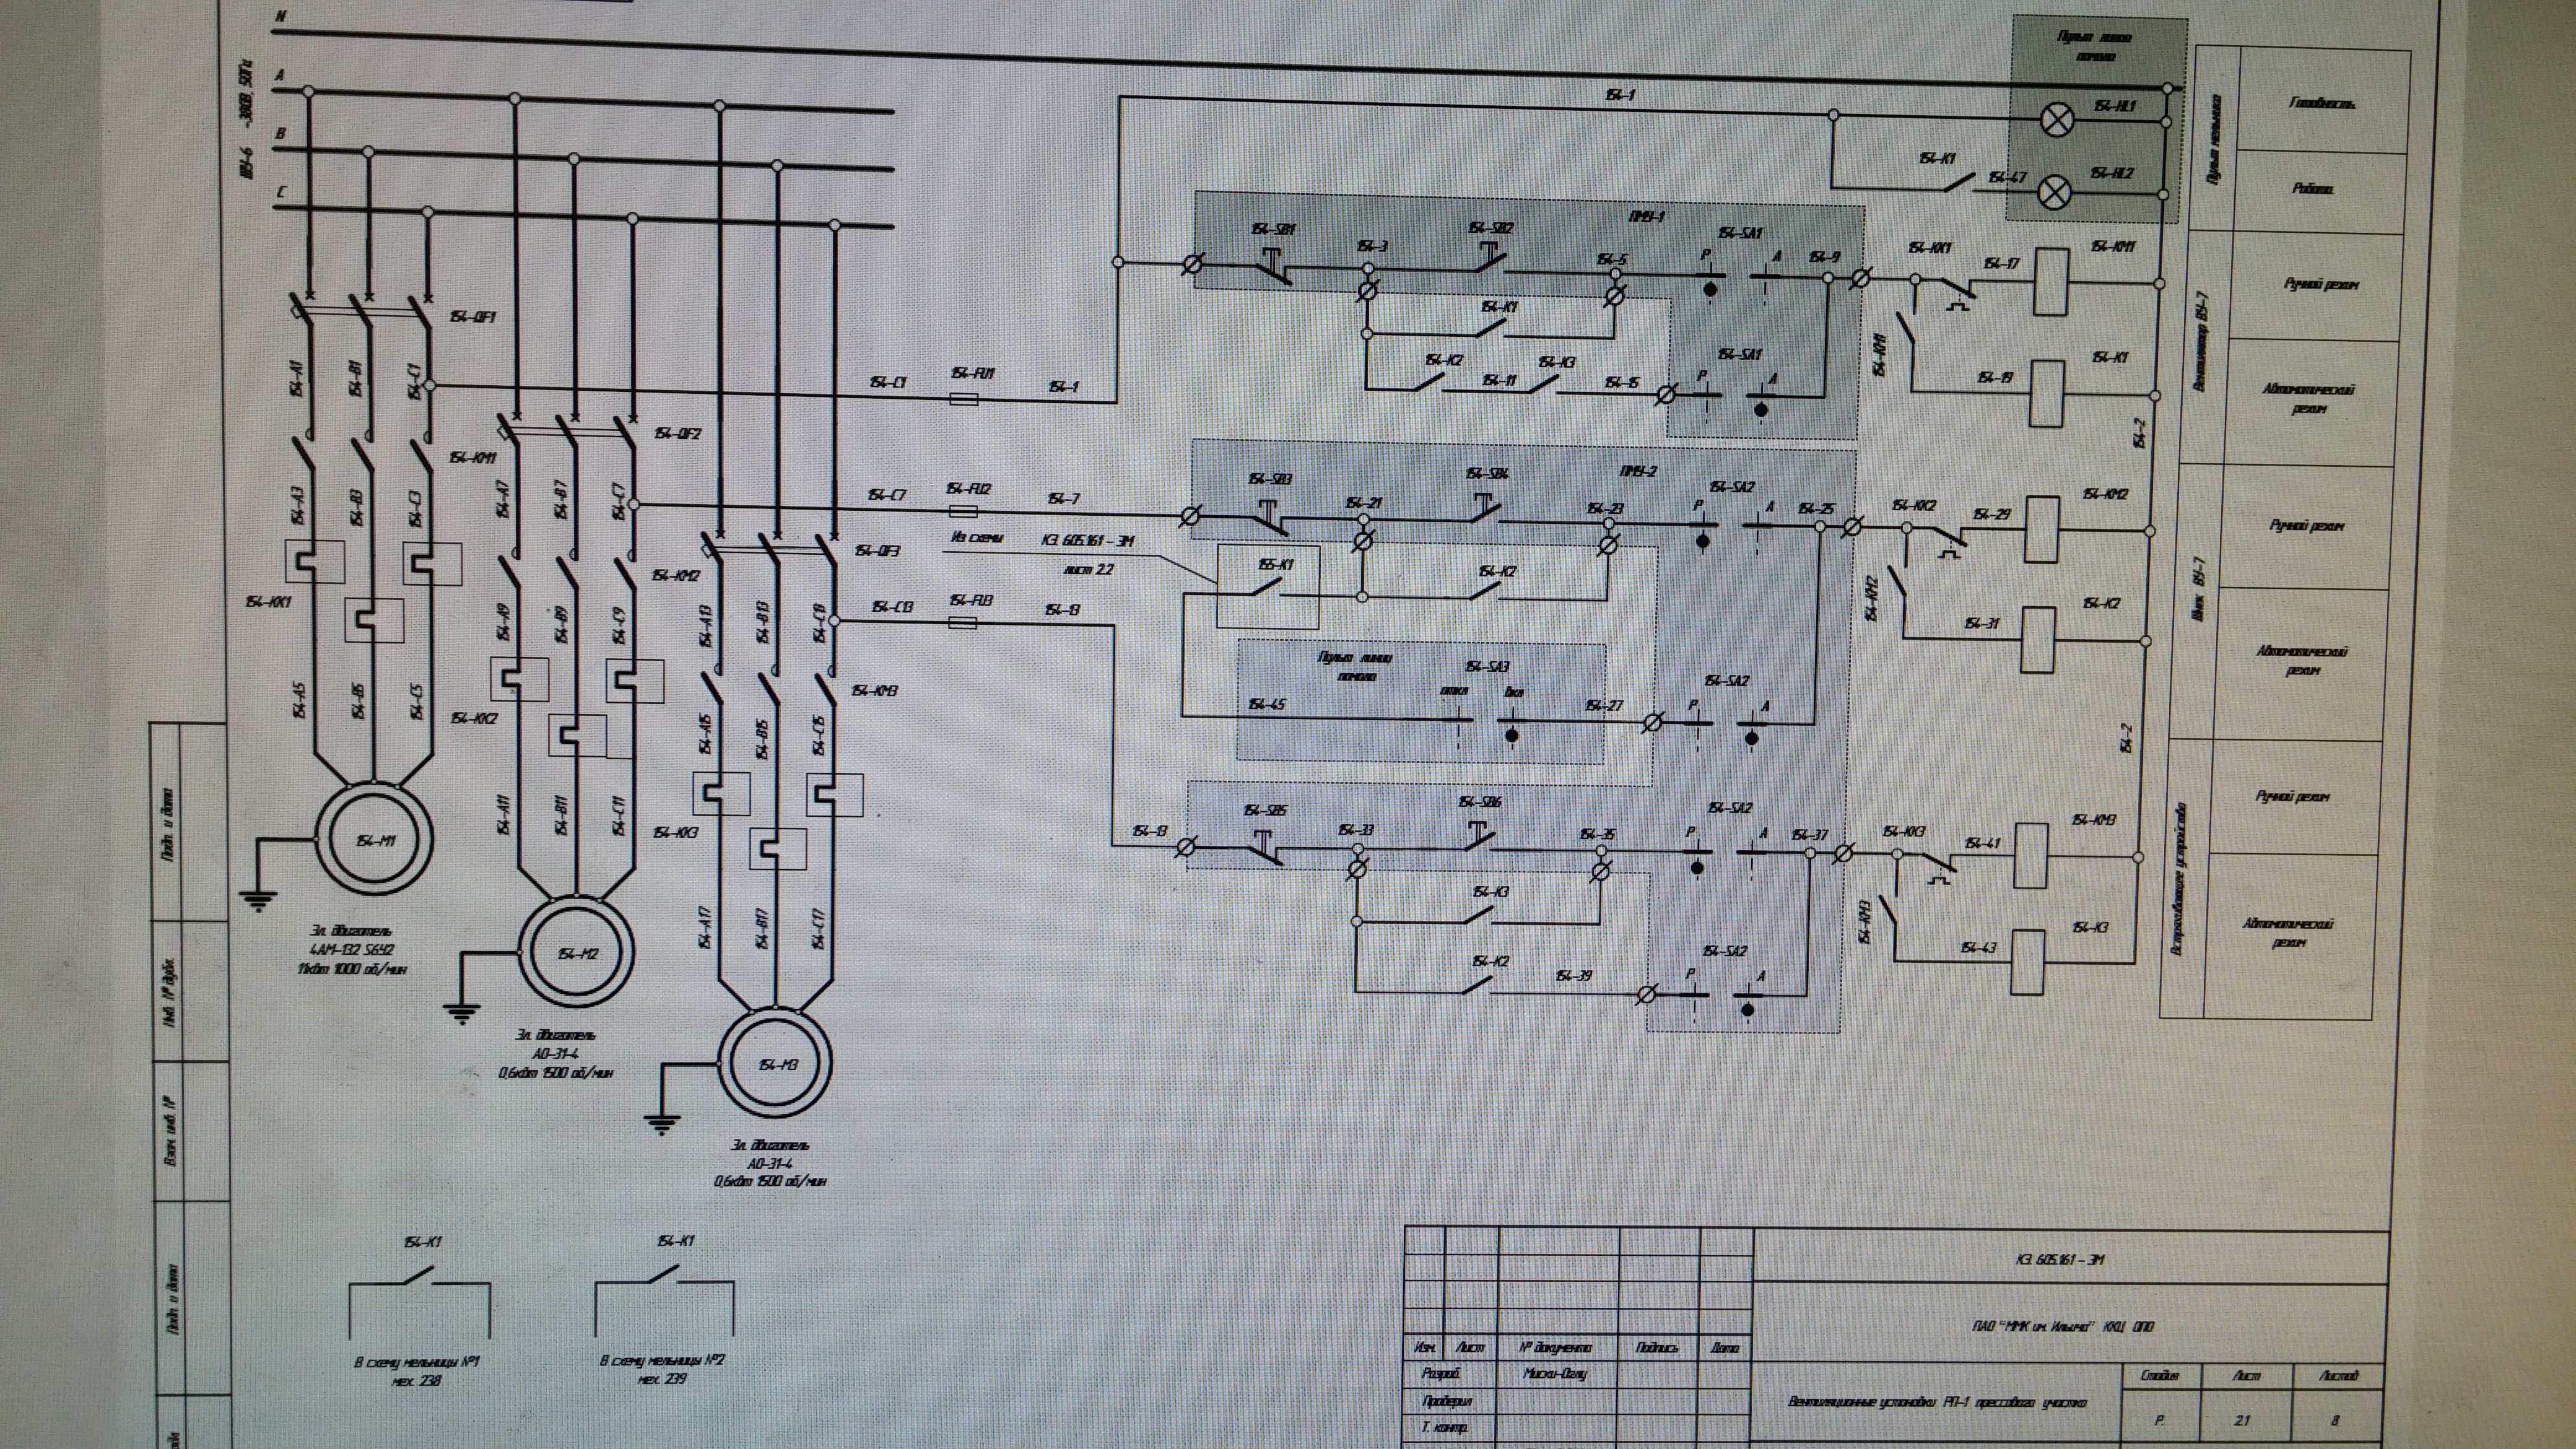 N
A
B
C
ШУ-6 ~380В, 50Гц
154-QF1
154-A1
154-B1
154-C1
154-KM1
154-A3
154-B3
154-C3
154-KK1
154-A5
154-B5
154-C5
154-M1
Эл. двигатель
4АМ-132 S6У2
11кВт 1000 об/мин
154-QF2
154-A7
154-B7
154-C7
154-KM2
154-A9
154-B9
154-C9
154-KK2
154-A11
154-B11
154-C11
154-M2
Эл. двигатель
АО-31-4
0,6кВт 1500 об/мин
154-QF3
154-A13
154-B13
154-C13
154-KM3
154-A15
154-B15
154-C15
154-KK3
154-A17
154-B17
154-C17
154-M3
Эл. двигатель
АО-31-4
0,6кВт 1500 об/мин
154-C1
154-FU1
154-1
154-C7
154-FU2
154-7
154-C13
154-FU3
154-13
Из схемы КЗ. 605.161 - ЭМ
лист 2.2
154-1
Пульт линии
помола
154-HL1
154-K1
154-47
154-HL2
ПМУ-1
154-SB1
154-3
154-SB2
154-5
154-SA1
Р
А
154-9
154-KK1
154-17
154-KM1
154-K1
154-K2
154-11
154-K3
154-15
154-SA1
Р
А
154-KM1
154-19
154-K1
154-2
ПМУ-2
154-SB3
154-21
154-SB4
154-23
154-SA2
Р
А
154-25
154-KK2
154-29
154-KM2
155-K1
154-K2
154-KM2
154-31
154-K2
Пульт линии
помола
154-SA3
откл
Вкл
154-45
154-27
154-SA2
Р
А
154-2
154-13
154-SB5
154-33
154-SB6
154-35
154-SA2
Р
А
154-37
154-KK3
154-41
154-KM3
154-K3
154-K2
154-39
154-SA2
Р
А
154-KM3
154-43
154-K3
Пульт мельника
Готовность
Работа
Вентилятор ВУ-7
Ручной режим
Автоматический
режим
Шнек ВУ-7
Ручной режим
Автоматический
режим
Встряхивающее устройство
Ручной режим
Автоматический
режим
Подп. и дата
Инв. № дубл.
Взам. инв. №
Подп. и дата
154-K1
В схему мельницы №1
мех. 238
154-K1
В схему мельницы №2
мех. 239
КЗ. 605.161 - ЭМ
ПАО "ММК им. Ильича" ККЦ ОПО
Изм. Лист № документа Подпись Дата
Разраб. Миски-Оглу
Проверил
Т. контр.
Вентиляционные установки РП-1 прессового участка
Стадия Лист Листов
Р. 2.1 8